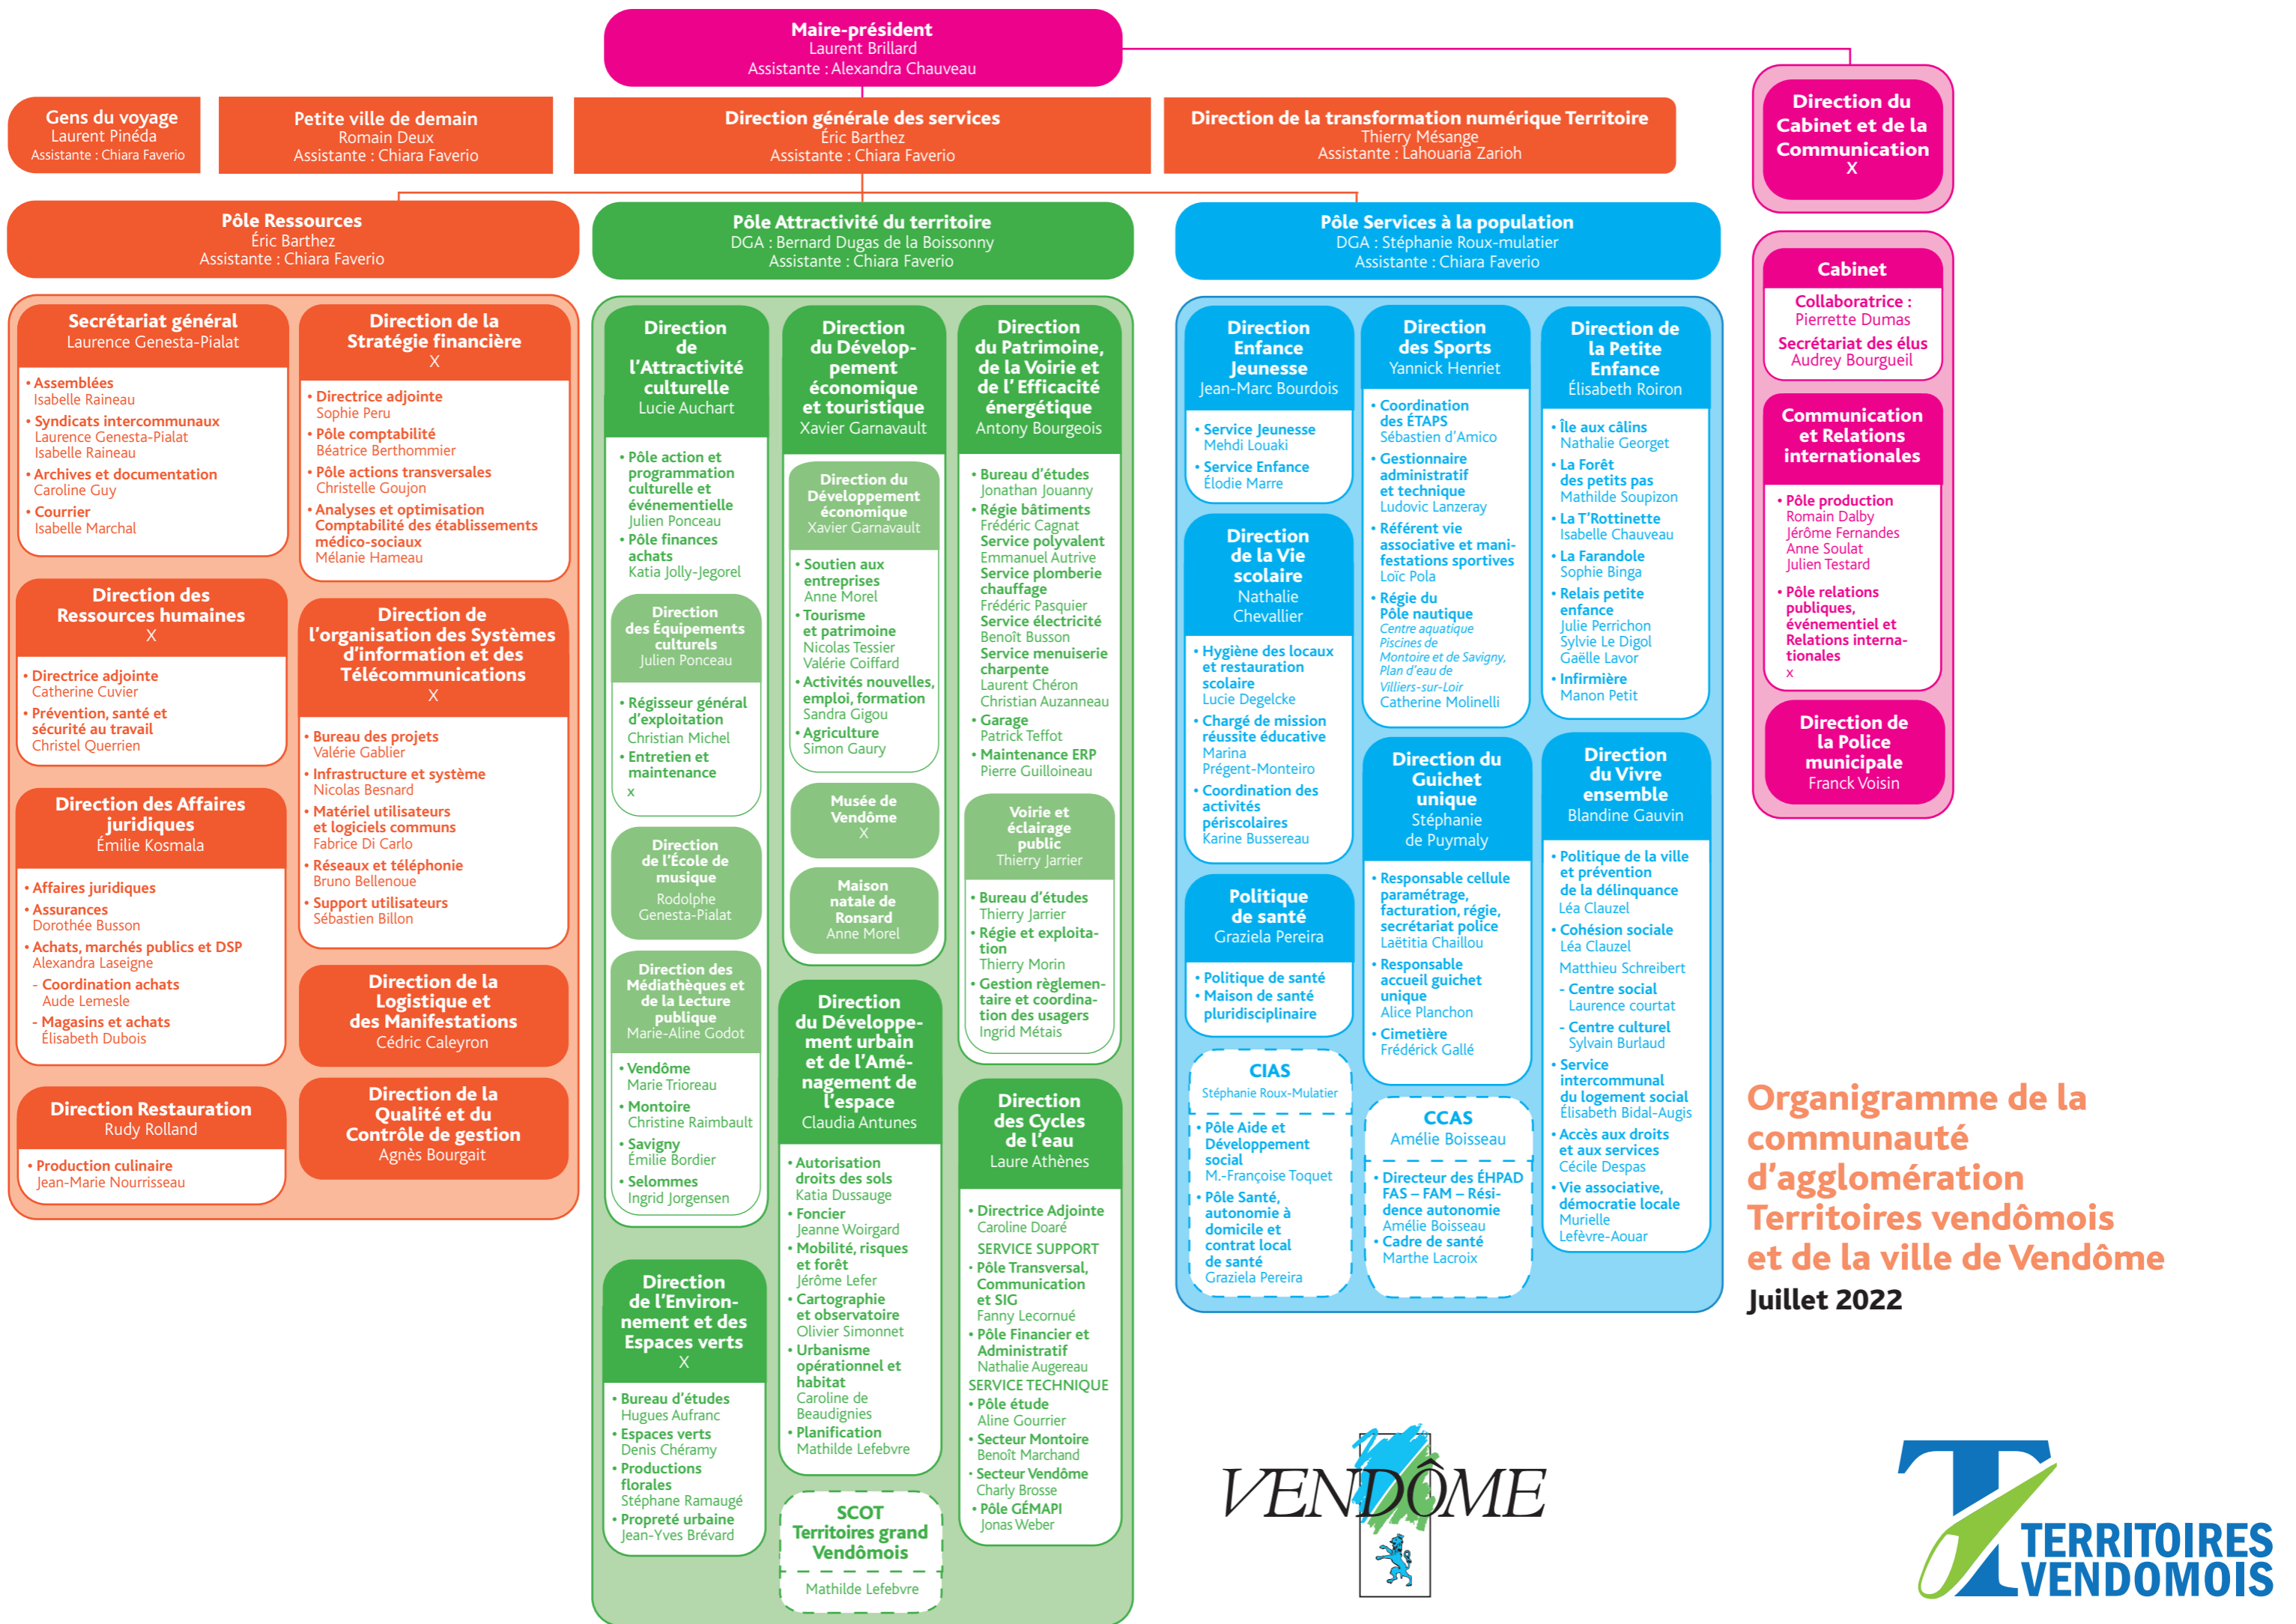 Maire-président
Laurent Brillard
Assistante : Alexandra Chauveau
Gens du voyage
Laurent Pinéda
Assistante : Chiara Faverio
Petite ville de demain
Romain Deux
Assistante : Chiara Faverio
Direction générale des services
Éric Barthez
Assistante : Chiara Faverio
Direction de la transformation numérique Territoire
Thierry Mésange
Assistante : Lahouaria Zarioh
Direction du
Cabinet et de la
Communication
X
Pôle Ressources
Éric Barthez
Assistante : Chiara Faverio
Pôle Attractivité du territoire
DGA : Bernard Dugas de la Boissonny
Assistante : Chiara Faverio
Pôle Services à la population
DGA : Stéphanie Roux-mulatier
Assistante : Chiara Faverio
Secrétariat général
Laurence Genesta-Pialat
• Assemblées
Isabelle Raineau
• Syndicats intercommunaux
Laurence Genesta-Pialat
Isabelle Raineau
• Archives et documentation
Caroline Guy
• Courrier
Isabelle Marchal
Direction des
Ressources humaines
X
• Directrice adjointe
Catherine Cuvier
• Prévention, santé et
sécurité au travail
Christel Querrien
Direction des Affaires
juridiques
Émilie Kosmala
• Affaires juridiques
• Assurances
Dorothée Busson
• Achats, marchés publics et DSP
Alexandra Laseigne
- Coordination achats
Aude Lemesle
- Magasins et achats
Élisabeth Dubois
Direction Restauration
Rudy Rolland
• Production culinaire
Jean-Marie Nourrisseau
Direction de la
Stratégie financière
X
• Directrice adjointe
Sophie Peru
• Pôle comptabilité
Béatrice Berthommier
• Pôle actions transversales
Christelle Goujon
• Analyses et optimisation
Comptabilité des établissements
médico-sociaux
Mélanie Hameau
Direction de
l'organisation des Systèmes
d'information et des
Télécommunications
X
• Bureau des projets
Valérie Gablier
• Infrastructure et système
Nicolas Besnard
• Matériel utilisateurs
et logiciels communs
Fabrice Di Carlo
• Réseaux et téléphonie
Bruno Bellenoue
• Support utilisateurs
Sébastien Billon
Direction de la
Logistique et
des Manifestations
Cédric Caleyron
Direction de la
Qualité et du
Contrôle de gestion
Agnès Bourgait
Direction
de
l'Attractivité
culturelle
Lucie Auchart
• Pôle action et
programmation
culturelle et
événementielle
Julien Ponceau
• Pôle finances
achats
Katia Jolly-Jegorel
Direction
des Équipements
culturels
Julien Ponceau
• Régisseur général
d'exploitation
Christian Michel
• Entretien et
maintenance
x
Direction
de l'École de
musique
Rodolphe
Genesta-Pialat
Direction des
Médiathèques et
de la Lecture
publique
Marie-Aline Godot
• Vendôme
Marie Trioreau
• Montoire
Christine Raimbault
• Savigny
Émilie Bordier
• Selommes
Ingrid Jorgensen
Direction
de l'Environ-
nement et des
Espaces verts
X
• Bureau d'études
Hugues Aufranc
• Espaces verts
Denis Chéramy
• Productions
florales
Stéphane Ramaugé
• Propreté urbaine
Jean-Yves Brévard
Direction
du Dévelop-
pement
économique
et touristique
Xavier Garnavault
Direction du
Développement
économique
Xavier Garnavault
• Soutien aux
entreprises
Anne Morel
• Tourisme
et patrimoine
Nicolas Tessier
Valérie Coiffard
• Activités nouvelles,
emploi, formation
Sandra Gigou
• Agriculture
Simon Gaury
Musée de
Vendôme
X
Maison
natale de
Ronsard
Anne Morel
Direction
du Développe-
ment urbain
et de l'Amé-
nagement de
l'espace
Claudia Antunes
• Autorisation
droits des sols
Katia Dussauge
• Foncier
Jeanne Woirgard
• Mobilité, risques
et forêt
Jérôme Lefer
• Cartographie
et observatoire
Olivier Simonnet
• Urbanisme
opérationnel et
habitat
Caroline de
Beaudignies
• Planification
Mathilde Lefebvre
SCOT
Territoires grand
Vendômois
Mathilde Lefebvre
Direction
du Patrimoine,
de la Voirie et
de l' Efficacité
énergétique
Antony Bourgeois
• Bureau d'études
Jonathan Jouanny
• Régie bâtiments
Frédéric Cagnat
Service polyvalent
Emmanuel Autrive
Service plomberie
chauffage
Frédéric Pasquier
Service électricité
Benoît Busson
Service menuiserie
charpente
Laurent Chéron
Christian Auzanneau
• Garage
Patrick Teffot
• Maintenance ERP
Pierre Guilloineau
Voirie et
éclairage
public
Thierry Jarrier
• Bureau d'études
Thierry Jarrier
• Régie et exploita-
tion
Thierry Morin
• Gestion règlemen-
taire et coordina-
tion des usagers
Ingrid Métais
Direction
des Cycles
de l'eau
Laure Athènes
• Directrice Adjointe
Caroline Doaré
SERVICE SUPPORT
• Pôle Transversal,
Communication
et SIG
Fanny Lecornué
• Pôle Financier et
Administratif
Nathalie Augereau
SERVICE TECHNIQUE
• Pôle étude
Aline Gourrier
• Secteur Montoire
Benoît Marchand
• Secteur Vendôme
Charly Brosse
• Pôle GÉMAPI
Jonas Weber
Direction
Enfance
Jeunesse
Jean-Marc Bourdois
• Service Jeunesse
Mehdi Louaki
• Service Enfance
Élodie Marre
Direction
de la Vie
scolaire
Nathalie
Chevallier
• Hygiène des locaux
et restauration
scolaire
Lucie Degelcke
• Chargé de mission
réussite éducative
Marina
Prégent-Monteiro
• Coordination des
activités
périscolaires
Karine Bussereau
Politique
de santé
Graziela Pereira
• Politique de santé
• Maison de santé
pluridisciplinaire
CIAS
Stéphanie Roux-Mulatier
• Pôle Aide et
Développement
social
M.-Françoise Toquet
• Pôle Santé,
autonomie à
domicile et
contrat local
de santé
Graziela Pereira
Direction
des Sports
Yannick Henriet
• Coordination
des ÉTAPS
Sébastien d'Amico
• Gestionnaire
administratif
et technique
Ludovic Lanzeray
• Référent vie
associative et mani-
festations sportives
Loïc Pola
• Régie du
Pôle nautique
Centre aquatique
Piscines de
Montoire et de Savigny,
Plan d'eau de
Villiers-sur-Loir
Catherine Molinelli
Direction du
Guichet
unique
Stéphanie
de Puymaly
• Responsable cellule
paramétrage,
facturation, régie,
secrétariat police
Laëtitia Chaillou
• Responsable
accueil guichet
unique
Alice Planchon
• Cimetière
Frédérick Gallé
CCAS
Amélie Boisseau
• Directeur des ÉHPAD
FAS – FAM – Rési-
dence autonomie
Amélie Boisseau
• Cadre de santé
Marthe Lacroix
Direction de
la Petite
Enfance
Élisabeth Roiron
• Île aux câlins
Nathalie Georget
• La Forêt
des petits pas
Mathilde Soupizon
• La T'Rottinette
Isabelle Chauveau
• La Farandole
Sophie Binga
• Relais petite
enfance
Julie Perrichon
Sylvie Le Digol
Gaëlle Lavor
• Infirmière
Manon Petit
Direction
du Vivre
ensemble
Blandine Gauvin
• Politique de la ville
et prévention
de la délinquance
Léa Clauzel
• Cohésion sociale
Léa Clauzel
Matthieu Schreibert
- Centre social
Laurence courtat
- Centre culturel
Sylvain Burlaud
• Service
intercommunal
du logement social
Élisabeth Bidal-Augis
• Accès aux droits
et aux services
Cécile Despas
• Vie associative,
démocratie locale
Murielle
Lefèvre-Aouar
Cabinet
Collaboratrice :
Pierrette Dumas
Secrétariat des élus
Audrey Bourgueil
Communication
et Relations
internationales
• Pôle production
Romain Dalby
Jérôme Fernandes
Anne Soulat
Julien Testard
• Pôle relations
publiques,
événementiel et
Relations interna-
tionales
x
Direction de
la Police
municipale
Franck Voisin
Organigramme de la
communauté
d'agglomération
Territoires vendômois
et de la ville de Vendôme
Juillet 2022
VENDÔME
TERRITOIRES
VENDOMOIS